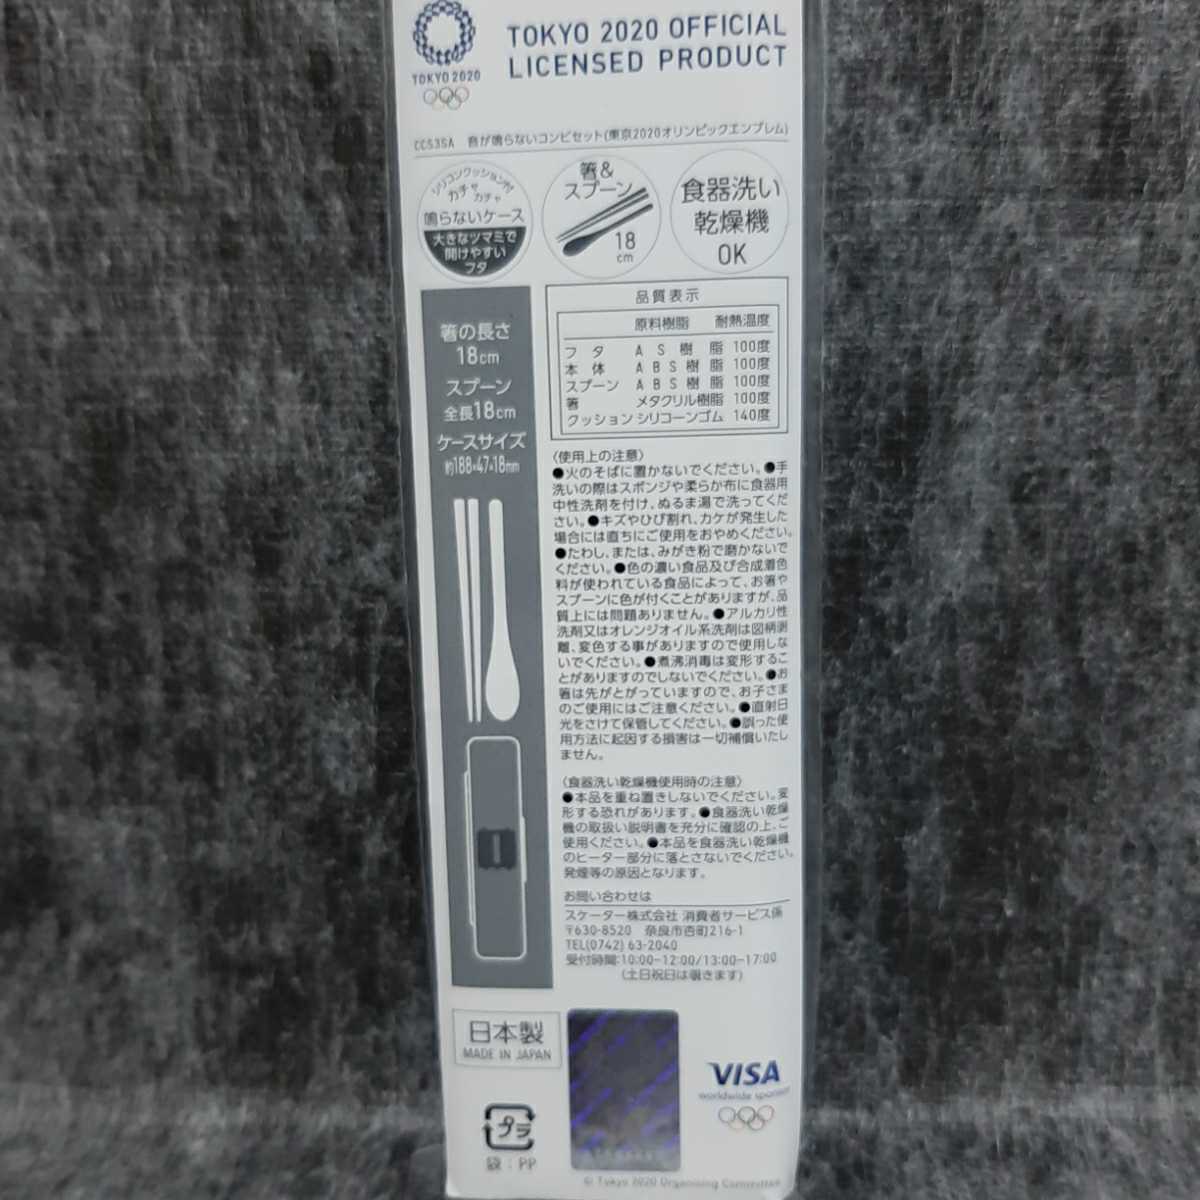 TOKYO 2020
TOKYO 2020 OFFICIAL
LICENSED PRODUCT
CCS3SA 音が鳴らないコンビセット(東京2020オリンピックエンブレム)
シリコンクッション付
カチャ
カチャ
鳴らないケース
大きなツマミで
開けやすい
フタ
箸&
スプーン
18
cm
食器洗い
乾燥機
OK
箸の長さ
18cm
スプーン
全長18cm
ケースサイズ
約188×47×18mm
品質表示
原料樹脂 耐熱温度
フタ AS樹脂 100度
本体 ABS樹脂 100度
スプーン ABS樹脂 100度
箸 メタクリル樹脂 100度
クッション シリコーンゴム 140度
〈使用上の注意〉
●火のそばに置かないでください。●手
洗いの際はスポンジや柔らか布に食器用
中性洗剤を付け、ぬるま湯で洗ってくだ
さい。●キズやひび割れ、カケが発生した
場合には直ちにご使用をおやめください。
●たわし、または、みがき粉で磨かないで
ください。●色の濃い食品及び合成着色
料が使われている食品によって、お箸や
スプーンに色が付くことがありますが、品
質上には問題ありません。●アルカリ性
洗剤又はオレンジオイル系洗剤は図柄剥
離、変色する事がありますので使用しな
いでください。●煮沸消毒は変形するこ
とがありますのでしないでください。●お
箸は先がとがっていますので、お子さま
のご使用にはご注意ください。●直射日
光をさけて保管してください。●誤った使
用方法に起因する損害は一切補償いたし
ません。
〈食器洗い乾燥機使用時の注意〉
●本品を重ね置きしないでください。変
形する恐れがあります。●食器洗い乾燥
機の取扱い説明書を充分に確認の上、ご
使用ください。●本品を食器洗い乾燥機
のヒーター部分に落とさないでください。
発煙等の原因となります。
お問い合わせは
スケーター株式会社 消費者サービス係
〒630-8520 奈良市杏町216-1
TEL(0742)63-2040
受付時間:10:00-12:00/13:00-17:00
(土日祝日は覗きます)
日本製
MADE IN JAPAN
プラ
袋:PP
VISA
worldwide sponsor
© Tokyo 2020 Organising Committee